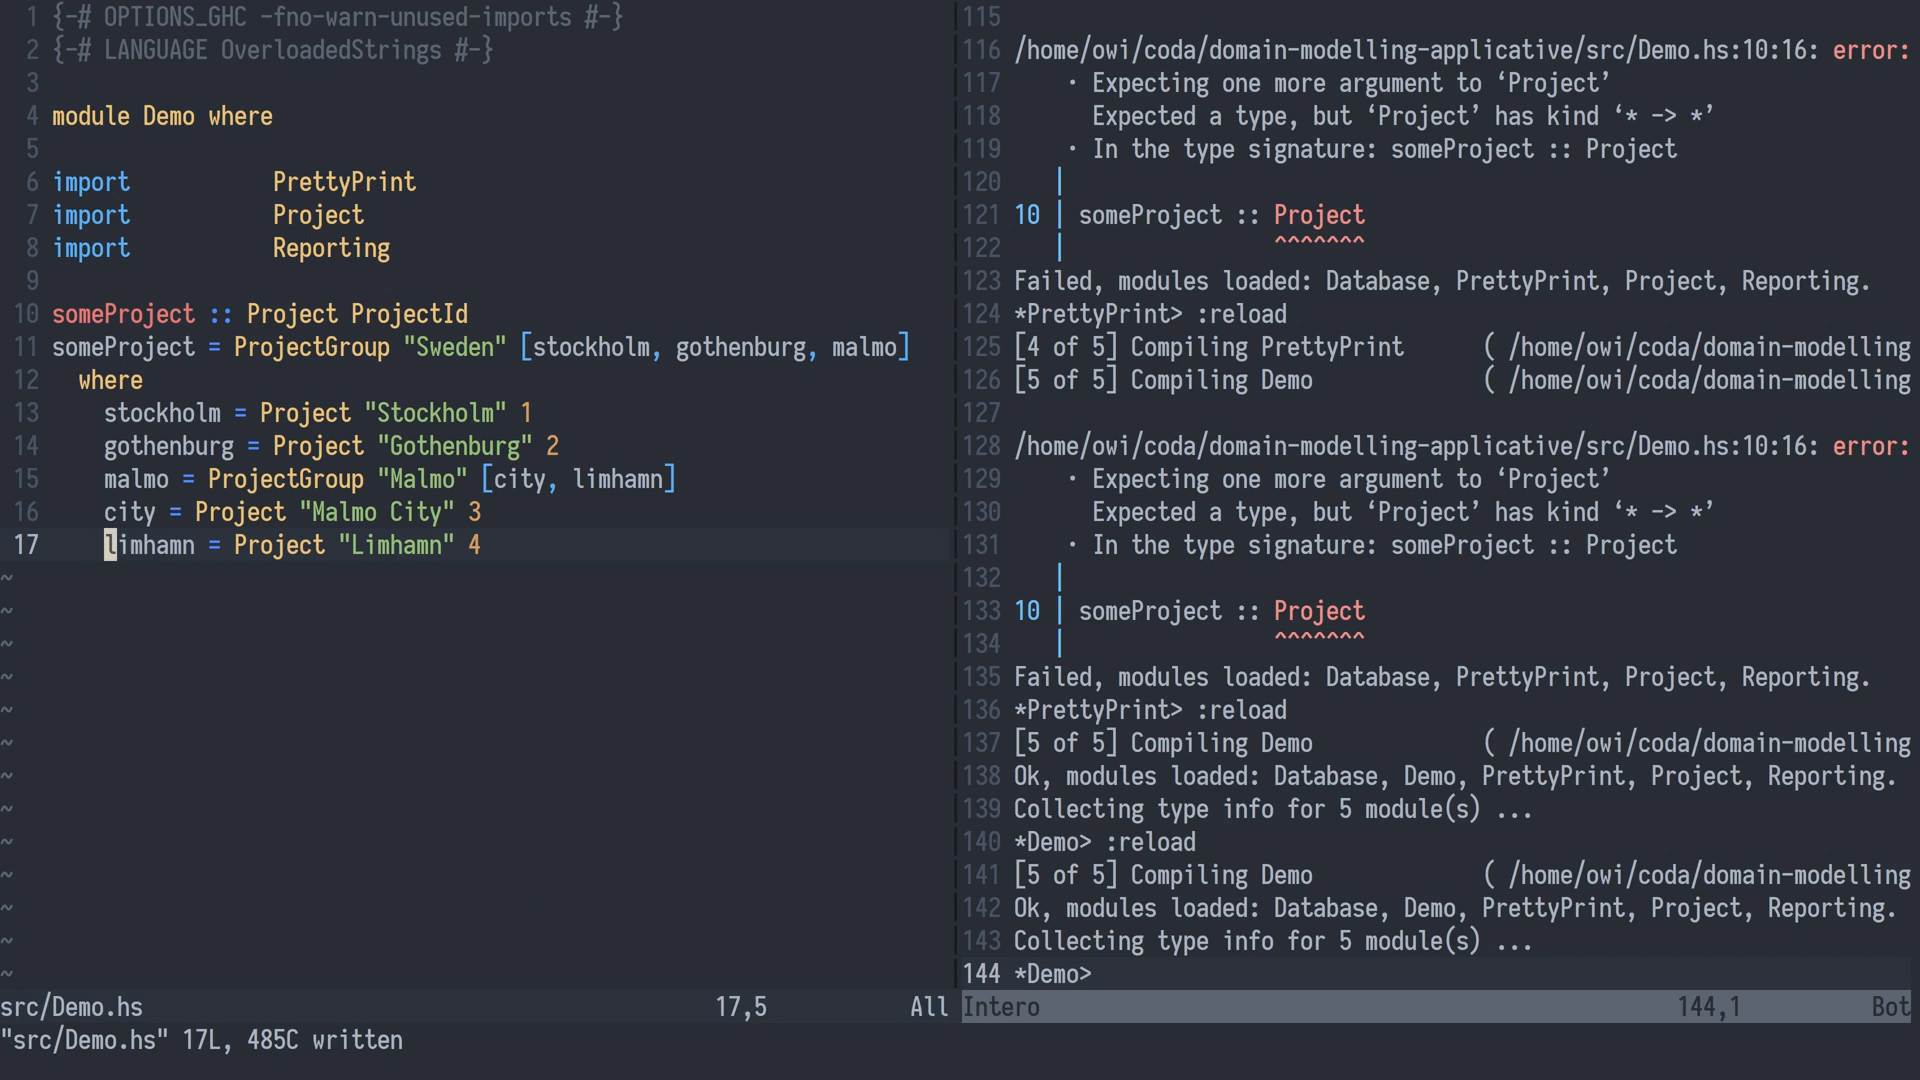 1 {-# OPTIONS_GHC -fno-warn-unused-imports #-}
2 {-# LANGUAGE OverloadedStrings #-}
3
4 module Demo where
5
6 import           PrettyPrint
7 import           Project
8 import           Reporting
9
10 someProject :: Project ProjectId
11 someProject = ProjectGroup "Sweden" [stockholm, gothenburg, malmo]
12   where
13     stockholm = Project "Stockholm" 1
14     gothenburg = Project "Gothenburg" 2
15     malmo = ProjectGroup "Malmo" [city, limhamn]
16     city = Project "Malmo City" 3
17     limhamn = Project "Limhamn" 4
~
~
~
~
~
~
~
~
~
~
~
~
~
src/Demo.hs 17,5 All
"src/Demo.hs" 17L, 485C written
115
116 /home/owi/coda/domain-modelling-applicative/src/Demo.hs:10:16: error:
117     • Expecting one more argument to ‘Project’
118       Expected a type, but ‘Project’ has kind ‘* -> *’
119     • In the type signature: someProject :: Project
120    |
121 10 | someProject :: Project
122    |                ^^^^^^^
123 Failed, modules loaded: Database, PrettyPrint, Project, Reporting.
124 *PrettyPrint> :reload
125 [4 of 5] Compiling PrettyPrint      ( /home/owi/coda/domain-modelling
126 [5 of 5] Compiling Demo             ( /home/owi/coda/domain-modelling
127
128 /home/owi/coda/domain-modelling-applicative/src/Demo.hs:10:16: error:
129     • Expecting one more argument to ‘Project’
130       Expected a type, but ‘Project’ has kind ‘* -> *’
131     • In the type signature: someProject :: Project
132    |
133 10 | someProject :: Project
134    |                ^^^^^^^
135 Failed, modules loaded: Database, PrettyPrint, Project, Reporting.
136 *PrettyPrint> :reload
137 [5 of 5] Compiling Demo             ( /home/owi/coda/domain-modelling
138 Ok, modules loaded: Database, Demo, PrettyPrint, Project, Reporting.
139 Collecting type info for 5 module(s) ...
140 *Demo> :reload
141 [5 of 5] Compiling Demo             ( /home/owi/coda/domain-modelling
142 Ok, modules loaded: Database, Demo, PrettyPrint, Project, Reporting.
143 Collecting type info for 5 module(s) ...
144 *Demo>
Intero 144,1 Bot